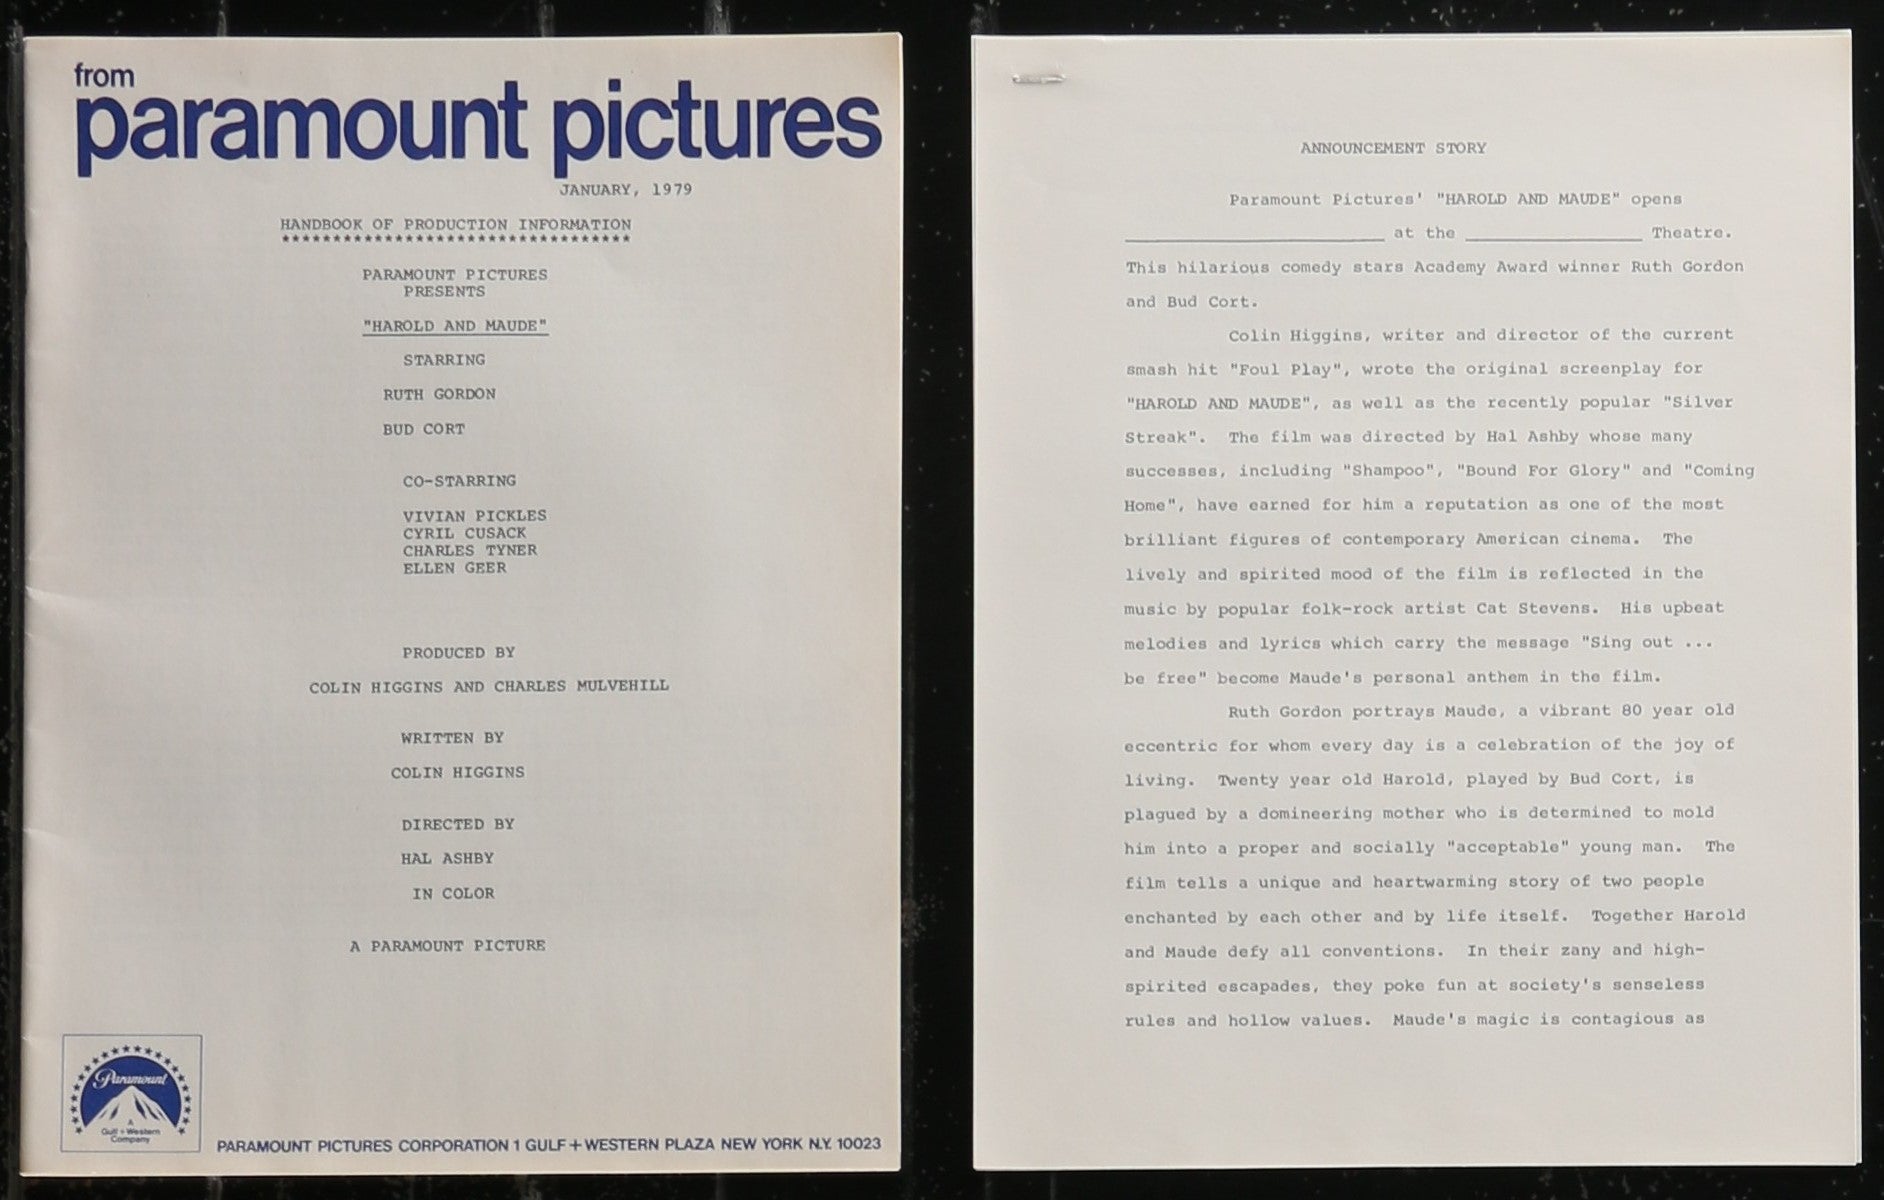 from
paramount pictures
JANUARY, 1979
HANDBOOK OF PRODUCTION INFORMATION
**********************************
PARAMOUNT PICTURES
PRESENTS
"HAROLD AND MAUDE"
STARRING
RUTH GORDON
BUD CORT
CO-STARRING
VIVIAN PICKLES
CYRIL CUSACK
CHARLES TYNER
ELLEN GEER
PRODUCED BY
COLIN HIGGINS AND CHARLES MULVEHILL
WRITTEN BY
COLIN HIGGINS
DIRECTED BY
HAL ASHBY
IN COLOR
A PARAMOUNT PICTURE
Paramount
A
Gulf+Western
Company
PARAMOUNT PICTURES CORPORATION 1 GULF+WESTERN PLAZA NEW YORK N.Y. 10023
ANNOUNCEMENT STORY
Paramount Pictures' "HAROLD AND MAUDE" opens
_________________________ at the _________________ Theatre.
This hilarious comedy stars Academy Award winner Ruth Gordon
and Bud Cort.
Colin Higgins, writer and director of the current
smash hit "Foul Play", wrote the original screenplay for
"HAROLD AND MAUDE", as well as the recently popular "Silver
Streak". The film was directed by Hal Ashby whose many
successes, including "Shampoo", "Bound For Glory" and "Coming
Home", have earned for him a reputation as one of the most
brilliant figures of contemporary American cinema. The
lively and spirited mood of the film is reflected in the
music by popular folk-rock artist Cat Stevens. His upbeat
melodies and lyrics which carry the message "Sing out ...
be free" become Maude's personal anthem in the film.
Ruth Gordon portrays Maude, a vibrant 80 year old
eccentric for whom every day is a celebration of the joy of
living. Twenty year old Harold, played by Bud Cort, is
plagued by a domineering mother who is determined to mold
him into a proper and socially "acceptable" young man. The
film tells a unique and heartwarming story of two people
enchanted by each other and by life itself. Together Harold
and Maude defy all conventions. In their zany and high-
spirited escapades, they poke fun at society's senseless
rules and hollow values. Maude's magic is contagious as